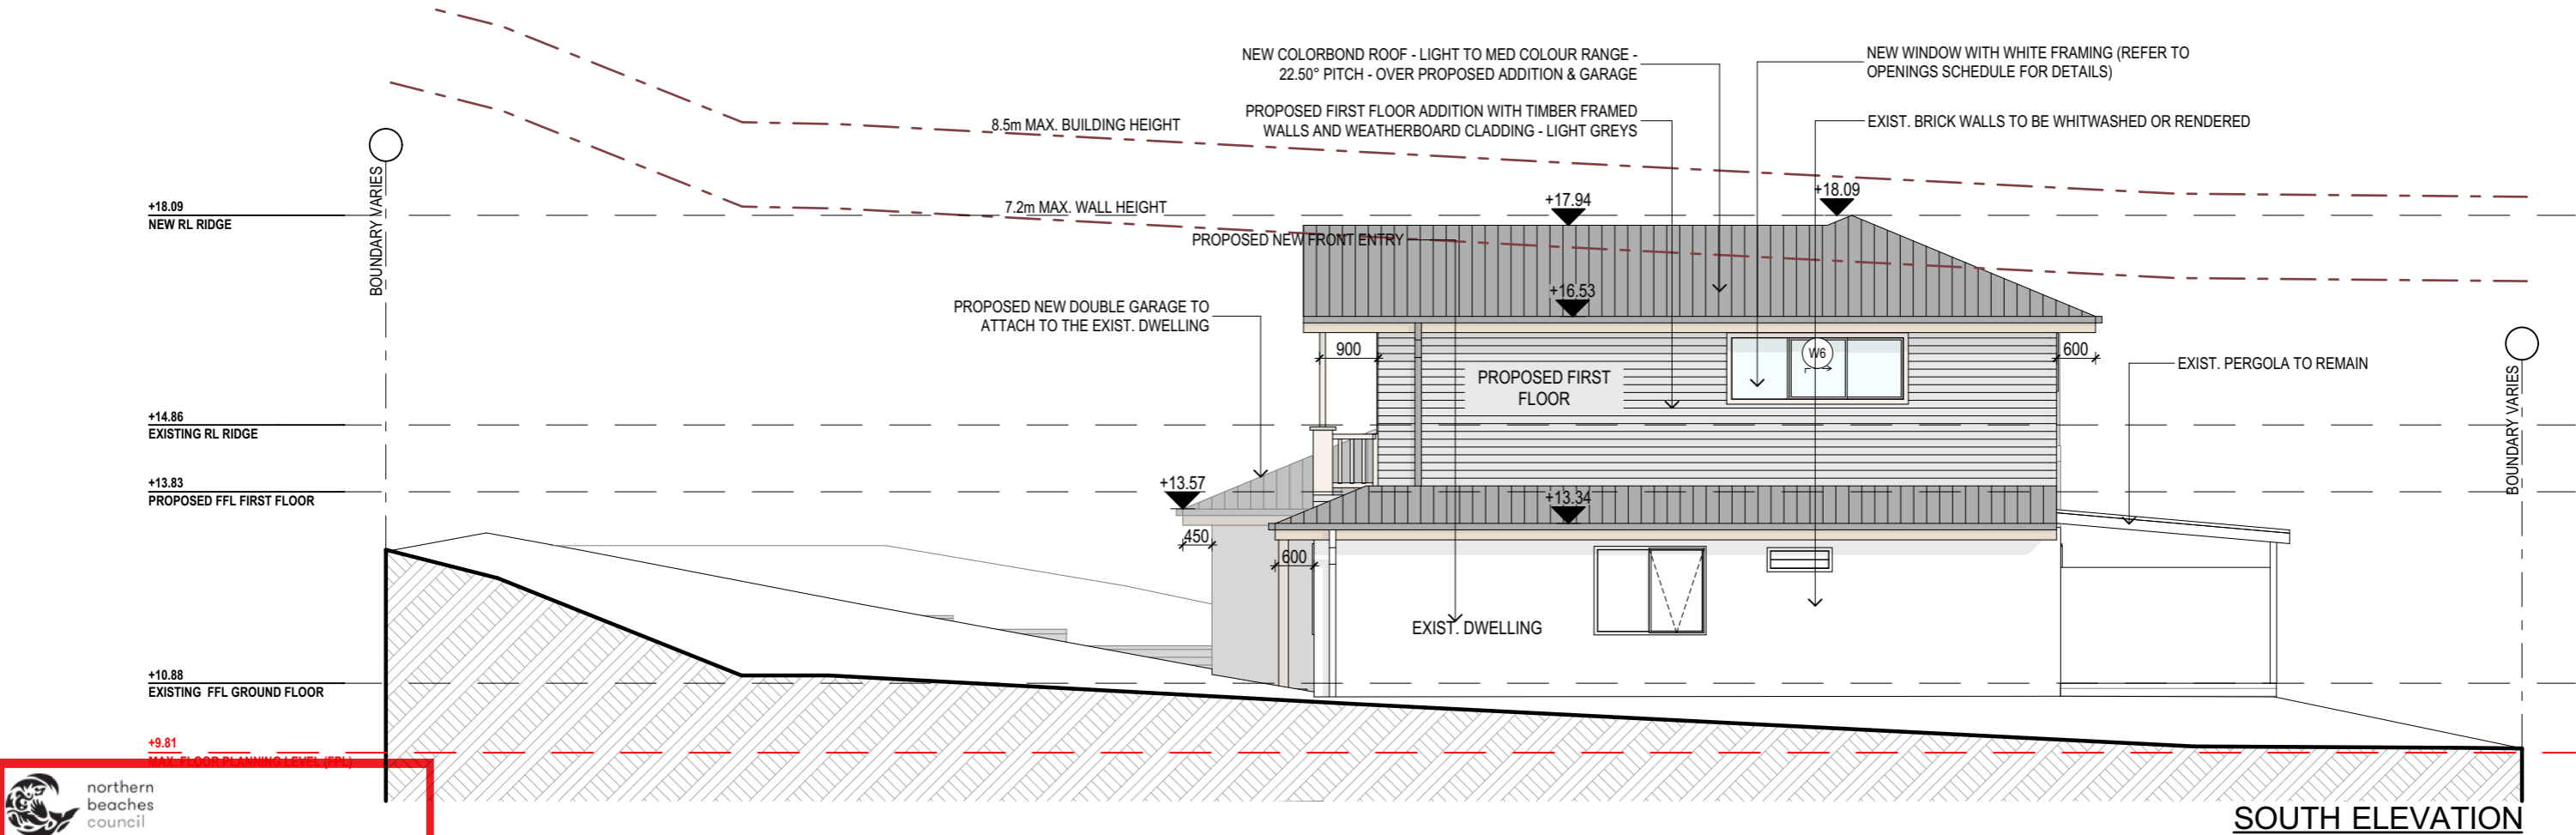 NEW COLORBOND ROOF - LIGHT TO MED COLOUR RANGE -
22.50° PITCH - OVER PROPOSED ADDITION & GARAGE
NEW WINDOW WITH WHITE FRAMING (REFER TO
OPENINGS SCHEDULE FOR DETAILS)
PROPOSED FIRST FLOOR ADDITION WITH TIMBER FRAMED
WALLS AND WEATHERBOARD CLADDING - LIGHT GREYS
EXIST. BRICK WALLS TO BE WHITWASHED OR RENDERED
8.5m MAX. BUILDING HEIGHT
BOUNDARY VARIES
+18.09
NEW RL RIDGE
7.2m MAX. WALL HEIGHT
+17.94
+18.09
PROPOSED NEW FRONT ENTRY
+16.53
PROPOSED NEW DOUBLE GARAGE TO
ATTACH TO THE EXIST. DWELLING
900
W6
600
EXIST. PERGOLA TO REMAIN
PROPOSED FIRST
FLOOR
BOUNDARY VARIES
+14.86
EXISTING RL RIDGE
+13.83
PROPOSED FFL FIRST FLOOR
+13.57
+13.34
450
600
EXIST. DWELLING
+10.88
EXISTING FFL GROUND FLOOR
+9.81
MAX. FLOOR PLANNING LEVEL (FPL)
northern
beaches
council
SOUTH ELEVATION